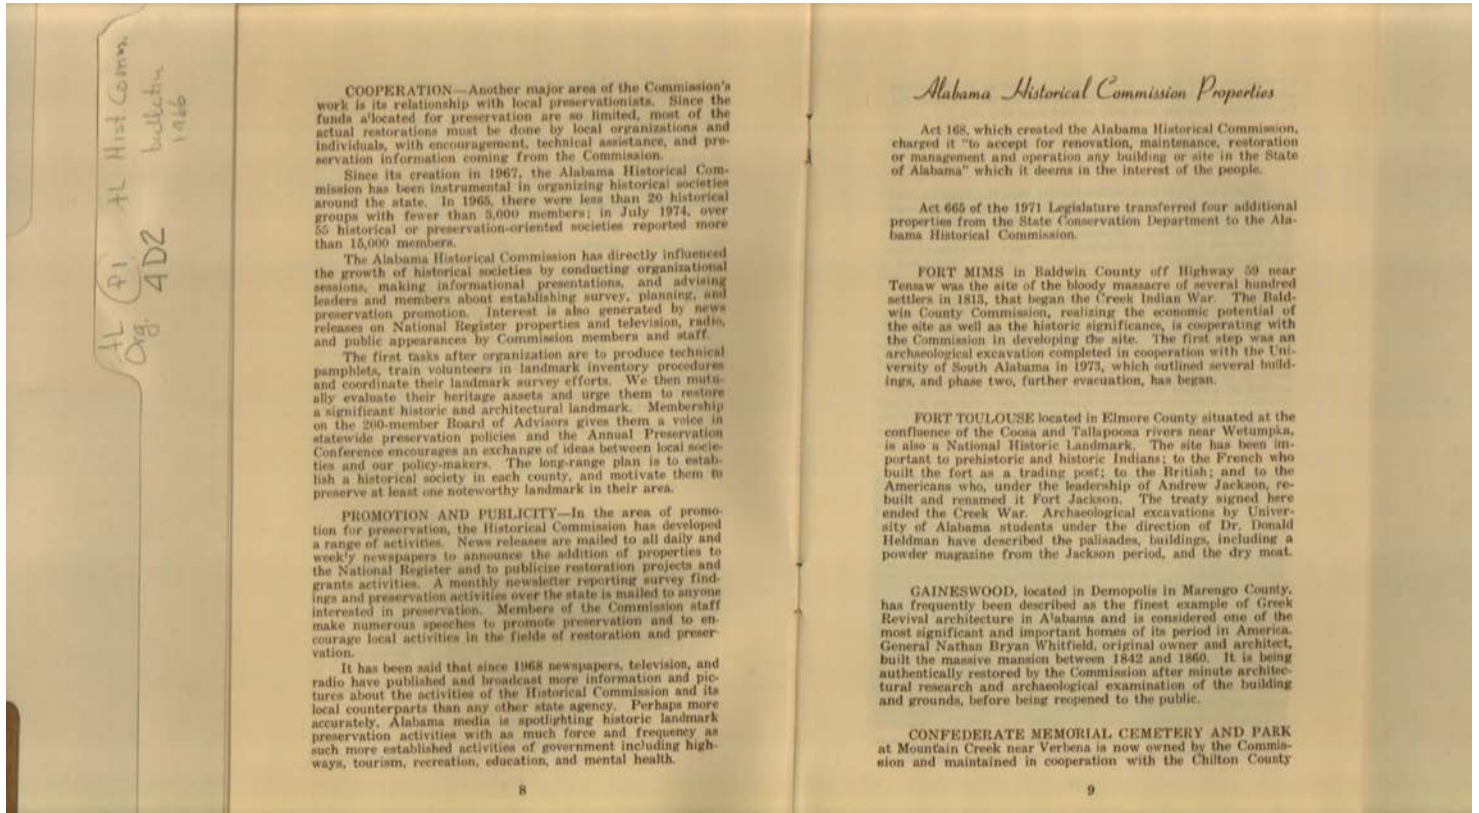 AL (P1) AL Hist Comm.
Org. 4D2 bulletin
1966
COOPERATION—Another major area of the Commission's
work is its relationship with local preservationists. Since the
funds a'located for preservation are so limited, most of the
actual restorations must be done by local organizations and
individuals, with encouragement, technical assistance, and pre-
servation information coming from the Commission.
Since its creation in 1967, the Alabama Historical Com-
mission has been instrumental in organizing historical societies
around the state. In 1965, there were less than 20 historical
groups with fewer than 5,000 members; in July 1974, over
55 historical or preservation-oriented societies reported more
than 15,000 members.
The Alabama Historical Commission has directly influenced
the growth of historical societies by conducting organizational
sessions, making informational presentations, and advising
leaders and members about establishing survey, planning, and
preservation promotion. Interest is also generated by news
releases on National Register properties and television, radio,
and public appearances by Commission members and staff.
The first tasks after organization are to produce technical
pamphlets, train volunteers in landmark inventory procedures
and coordinate their landmark survey efforts. We then mutu-
ally evaluate their heritage assets and urge them to restore
a significant historic and architectural landmark. Membership
on the 200-member Board of Advisors gives them a voice in
statewide preservation policies and the Annual Preservation
Conference encourages an exchange of ideas between local socie-
ties and our policy-makers. The long-range plan is to estab-
lish a historical society in each county, and motivate them to
preserve at least one noteworthy landmark in their area.
PROMOTION AND PUBLICITY—In the area of promo-
tion for preservation, the Historical Commission has developed
a range of activities. News releases are mailed to all daily and
week'y newspapers to announce the addition of properties to
the National Register and to publicize restoration projects and
grants activities. A monthly newsletter reporting survey find-
ings and preservation activities over the state is mailed to anyone
interested in preservation. Members of the Commission staff
make numerous speeches to promote preservation and to en-
courage local activities in the fields of restoration and preser-
vation.
It has been said that since 1968 newspapers, television, and
radio have published and broadcast more information and pic-
tures about the activities of the Historical Commission and its
local counterparts than any other state agency. Perhaps more
accurately, Alabama media is spotlighting historic landmark
preservation activities with as much force and frequency as
such more established activities of government including high-
ways, tourism, recreation, education, and mental health.
8
Alabama Historical Commission Properties
Act 168, which created the Alabama Historical Commission,
charged it "to accept for renovation, maintenance, restoration
or management and operation any building or site in the State
of Alabama" which it deems in the interest of the people.
Act 665 of the 1971 Legislature transferred four additional
properties from the State Conservation Department to the Ala-
bama Historical Commission.
FORT MIMS in Baldwin County off Highway 59 near
Tensaw was the site of the bloody massacre of several hundred
settlers in 1813, that began the Creek Indian War. The Bald-
win County Commission, realizing the economic potential of
the site as well as the historic significance, is cooperating with
the Commission in developing the site. The first step was an
archaeological excavation completed in cooperation with the Uni-
versity of South Alabama in 1973, which outlined several build-
ings, and phase two, further evacuation, has began.
FORT TOULOUSE located in Elmore County situated at the
confluence of the Coosa and Tallapoosa rivers near Wetumpka,
is also a National Historic Landmark. The site has been im-
portant to prehistoric and historic Indians; to the French who
built the fort as a trading post; to the British; and to the
Americans who, under the leadership of Andrew Jackson, re-
built and renamed it Fort Jackson. The treaty signed here
ended the Creek War. Archaeological excavations by Univer-
sity of Alabama students under the direction of Dr. Donald
Heldman have described the palisades, buildings, including a
powder magazine from the Jackson period, and the dry moat.
GAINESWOOD, located in Demopolis in Marengo County,
has frequently been described as the finest example of Greek
Revival architecture in A'abama and is considered one of the
most significant and important homes of its period in America.
General Nathan Bryan Whitfield, original owner and architect,
built the massive mansion between 1842 and 1860. It is being
authentically restored by the Commission after minute architec-
tural research and archaeological examination of the building
and grounds, before being reopened to the public.
CONFEDERATE MEMORIAL CEMETERY AND PARK
at Mountain Creek near Verbena is now owned by the Commis-
sion and maintained in cooperation with the Chilton County
9